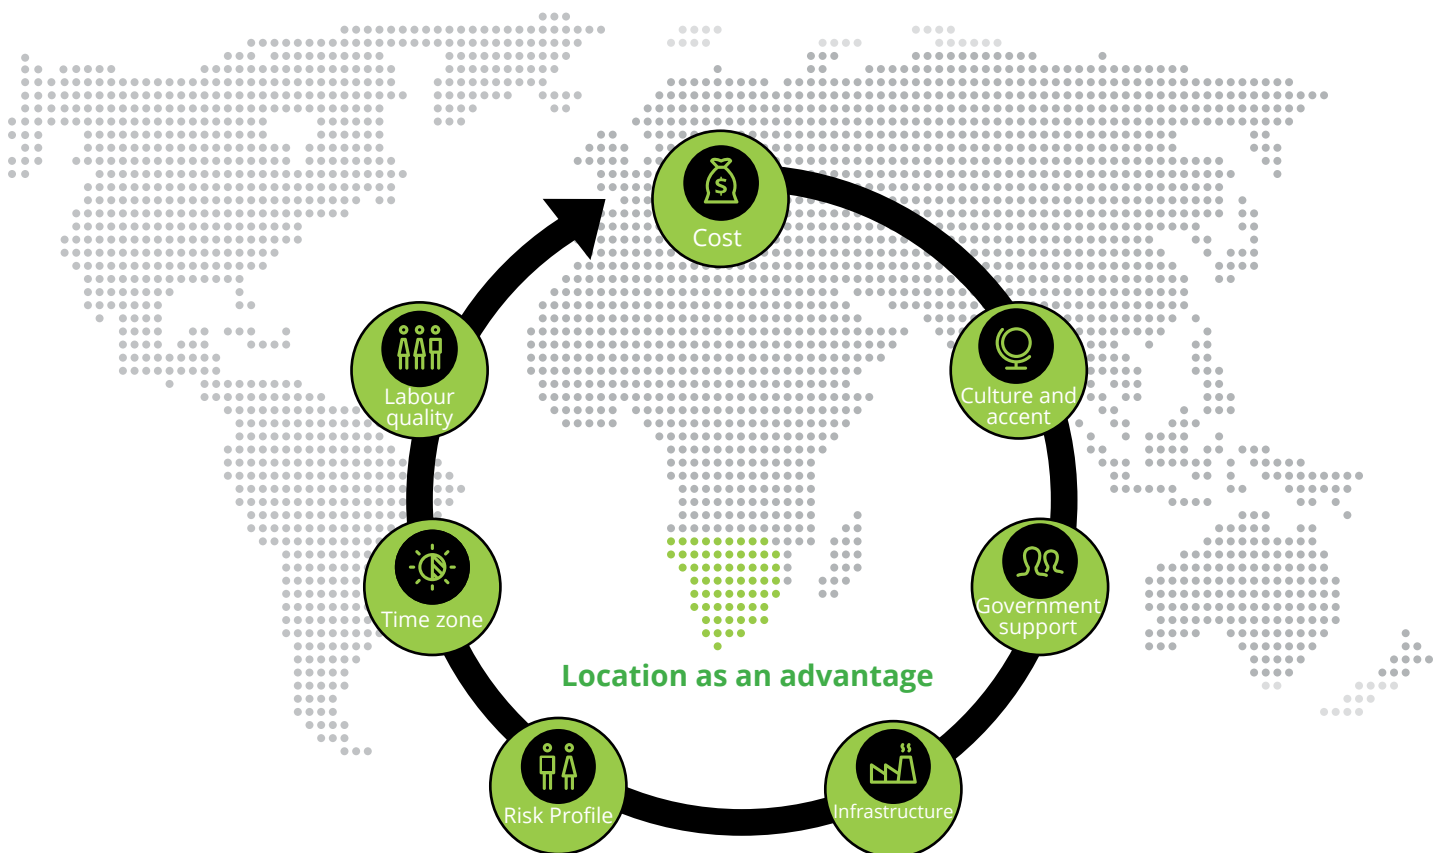 $
Cost
Culture and
accent
Government
support
Infrastructure
Risk Profile
Time zone
Labour
quality
Location as an advantage